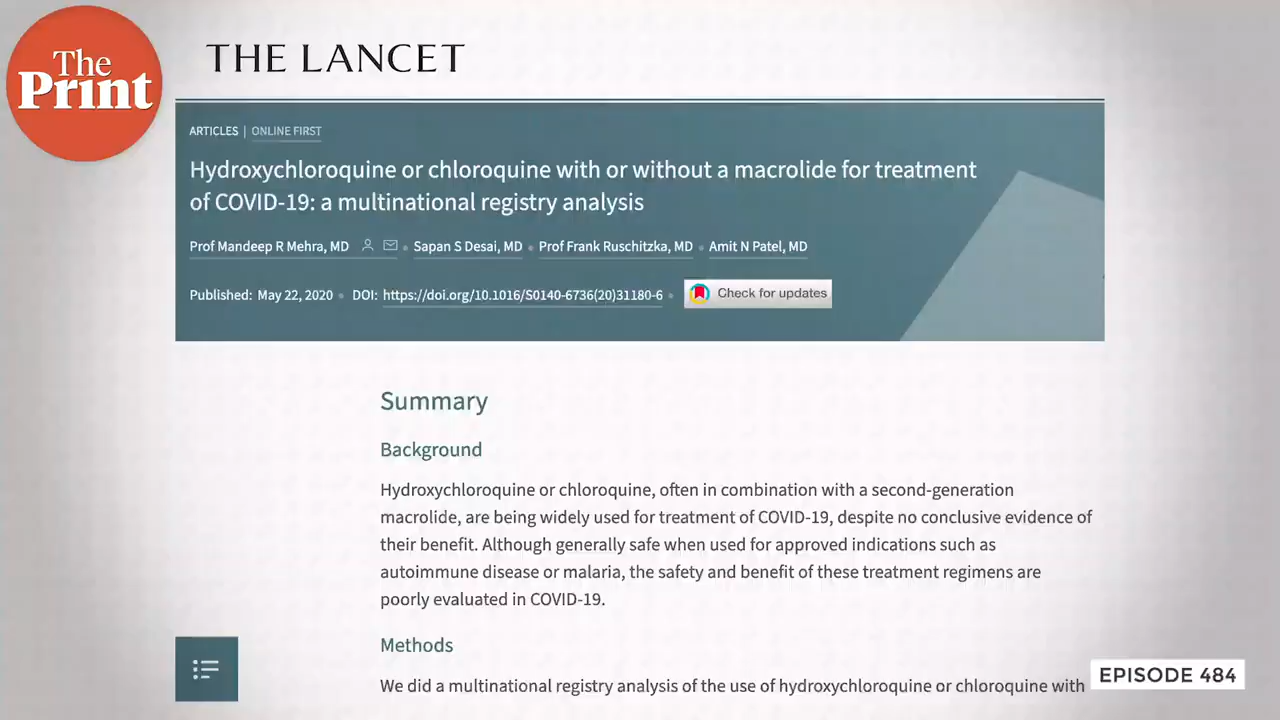 The
Print
THE LANCET
ARTICLES | ONLINE FIRST
Hydroxychloroquine or chloroquine with or without a macrolide for treatment
of COVID-19: a multinational registry analysis
Prof Mandeep R Mehra, MD • Sapan S Desai, MD • Prof Frank Ruschitzka, MD • Amit N Patel, MD
Published: May 22, 2020 • DOI: https://doi.org/10.1016/S0140-6736(20)31180-6 • Check for updates
Summary
Background
Hydroxychloroquine or chloroquine, often in combination with a second-generation
macrolide, are being widely used for treatment of COVID-19, despite no conclusive evidence of
their benefit. Although generally safe when used for approved indications such as
autoimmune disease or malaria, the safety and benefit of these treatment regimens are
poorly evaluated in COVID-19.
Methods
We did a multinational registry analysis of the use of hydroxychloroquine or chloroquine with
EPISODE 484